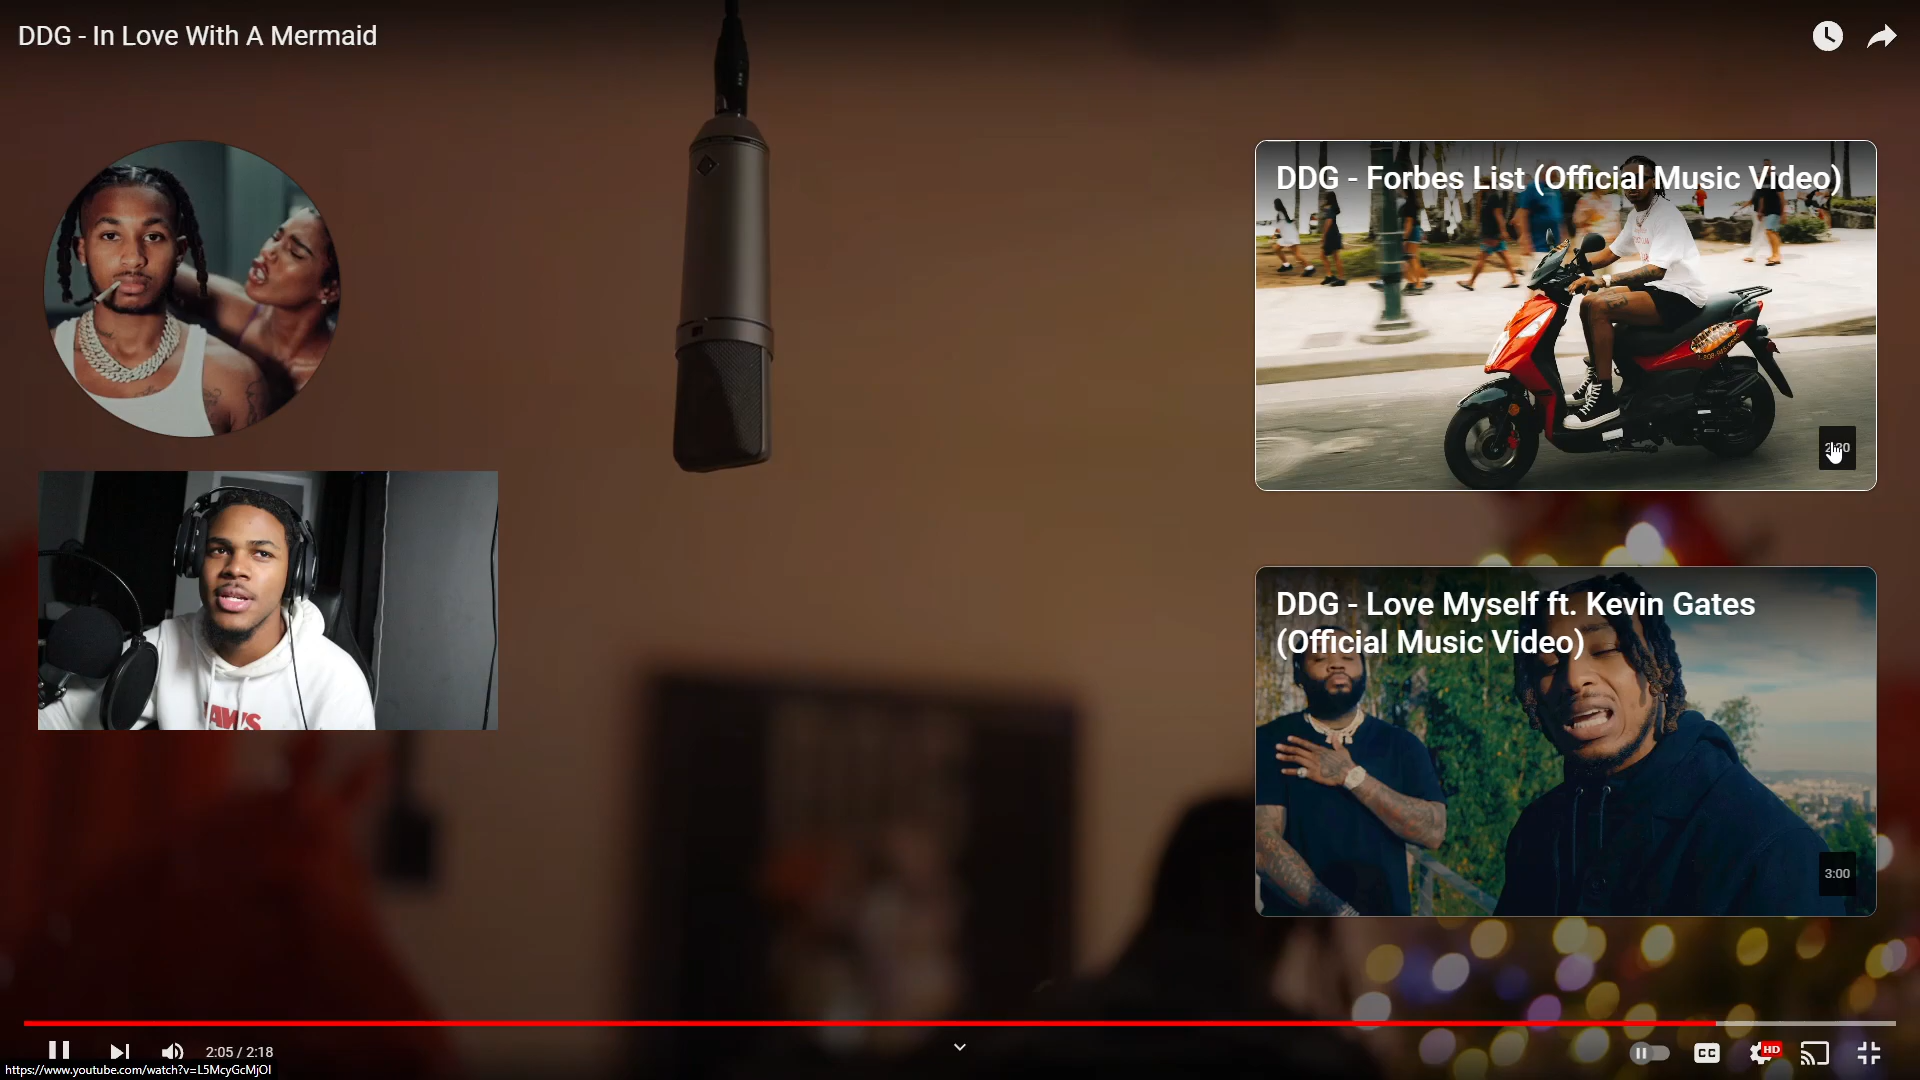 DDG - In Love With A Mermaid
DDG - Forbes List (Official Music Video)
DDG - Love Myself ft. Kevin Gates
(Official Music Video)
3:00
2:05 / 2:18
CC
HD
https://www.youtube.com/watch?v=L5McyGcMjOI